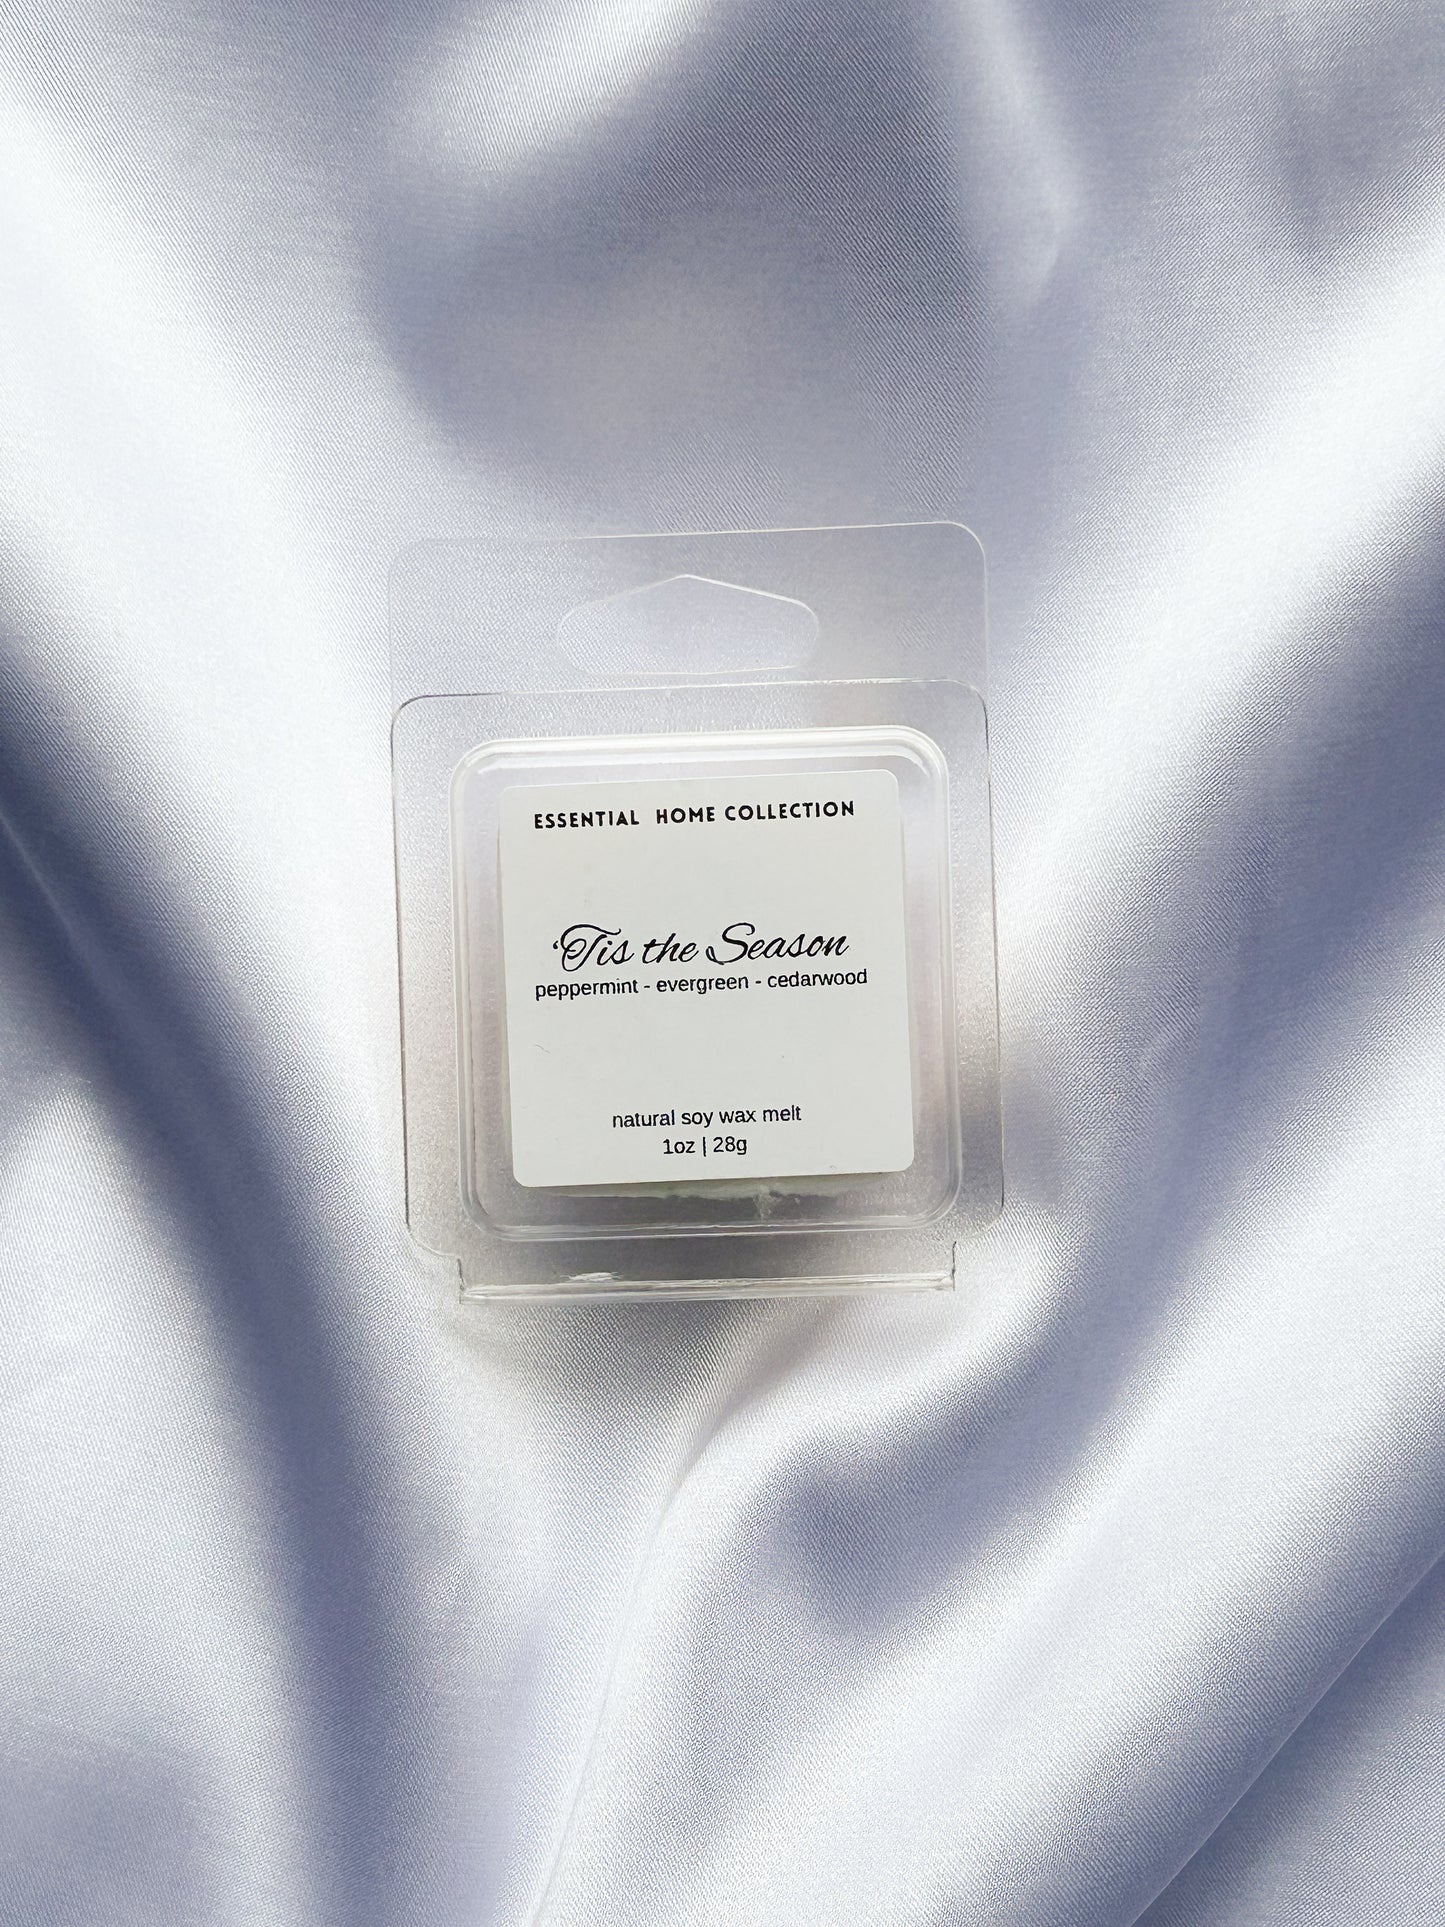 ESSENTIAL HOME COLLECTION
‘Tis the Season
peppermint - evergreen - cedarwood
natural soy wax melt
1oz | 28g